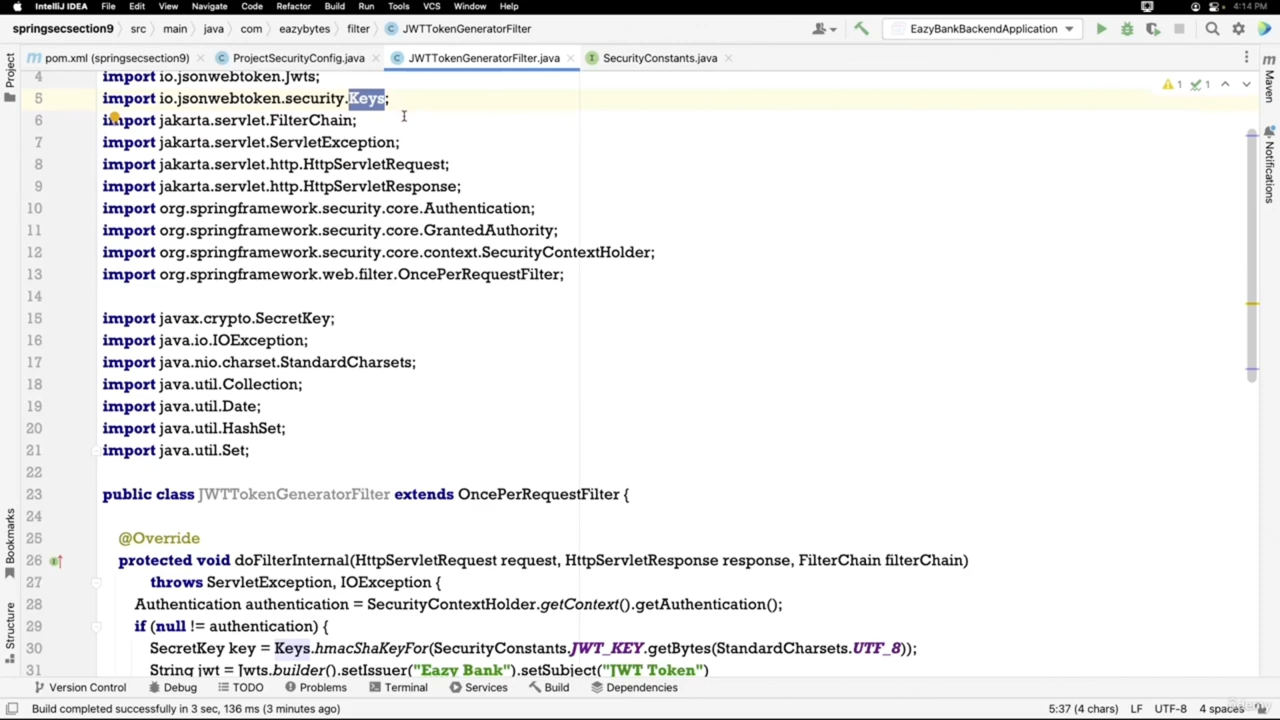 IntelliJ IDEA File Edit View Navigate Code Refactor Build Run Tools VCS Window Help 4:14 PM
springsecsection9 src main java com eazybytes filter JWTTokenGeneratorFilter EazyBankBackendApplication
Project pom.xml (springsecsection9) ProjectSecurityConfig.java JWTTokenGeneratorFilter.java SecurityConstants.java
4 import io.jsonwebtoken.Jwts;
5 import io.jsonwebtoken.security.Keys; 1 1
6 import jakarta.servlet.FilterChain;
7 import jakarta.servlet.ServletException;
8 import jakarta.servlet.http.HttpServletRequest;
9 import jakarta.servlet.http.HttpServletResponse;
10 import org.springframework.security.core.Authentication;
11 import org.springframework.security.core.GrantedAuthority;
12 import org.springframework.security.core.context.SecurityContextHolder;
13 import org.springframework.web.filter.OncePerRequestFilter;
14
15 import javax.crypto.SecretKey;
16 import java.io.IOException;
17 import java.nio.charset.StandardCharsets;
18 import java.util.Collection;
19 import java.util.Date;
20 import java.util.HashSet;
21 import java.util.Set;
22
23 public class JWTTokenGeneratorFilter extends OncePerRequestFilter {
24
25 @Override
26 protected void doFilterInternal(HttpServletRequest request, HttpServletResponse response, FilterChain filterChain)
27 throws ServletException, IOException {
28 Authentication authentication = SecurityContextHolder.getContext().getAuthentication();
29 if (null != authentication) {
30 SecretKey key = Keys.hmacShaKeyFor(SecurityConstants.JWT_KEY.getBytes(StandardCharsets.UTF_8));
31 String jwt = Jwts.builder().setIssuer("Eazy Bank").setSubject("JWT Token")
Bookmarks
Structure
Maven
Notifications
Version Control Debug TODO Problems Terminal Services Build Dependencies
Build completed successfully in 3 sec, 136 ms (3 minutes ago) 5:37 (4 chars) LF UTF-8 4 spaces
udemy